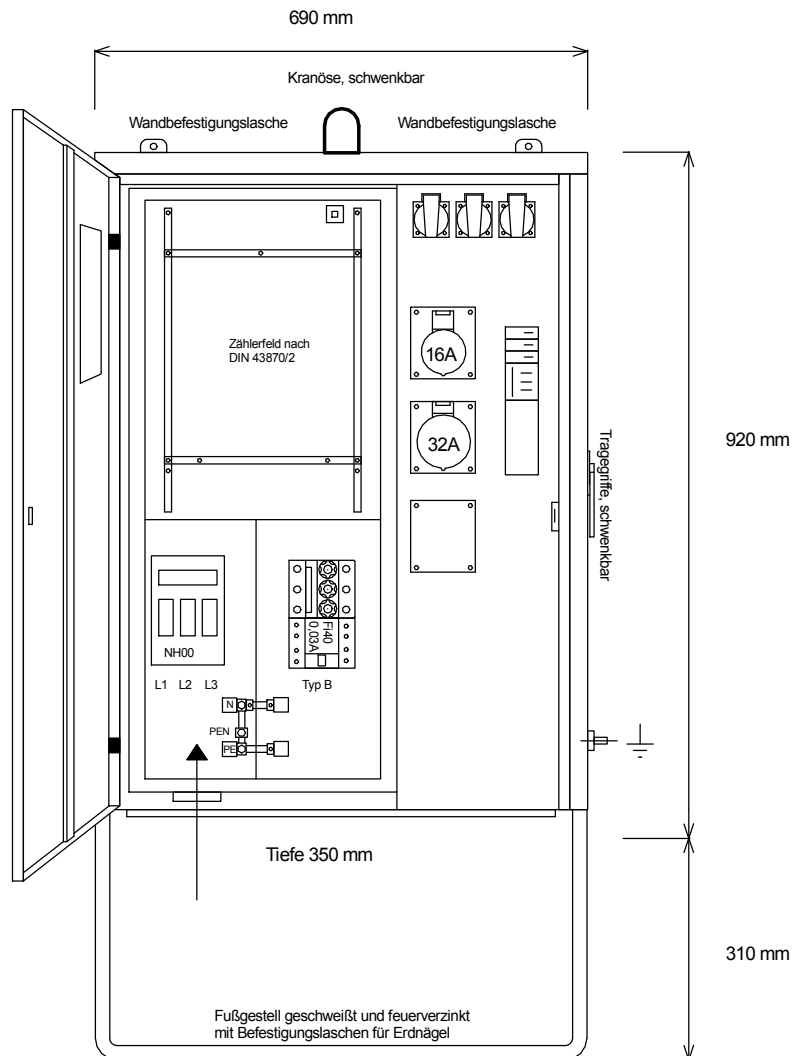 690 mm
Kranöse, schwenkbar
Wandbefestigungslasche
Wandbefestigungslasche
Zählerfeld nach
DIN 43870/2
16A
32A
920 mm
Tragegriffe, schwenkbar
NH00
Fi40
0,03A
L1 L2 L3
Typ B
N
PEN
PE
Tiefe 350 mm
310 mm
Fußgestell geschweißt und feuerverzinkt
mit Befestigungslaschen für Erdnägel